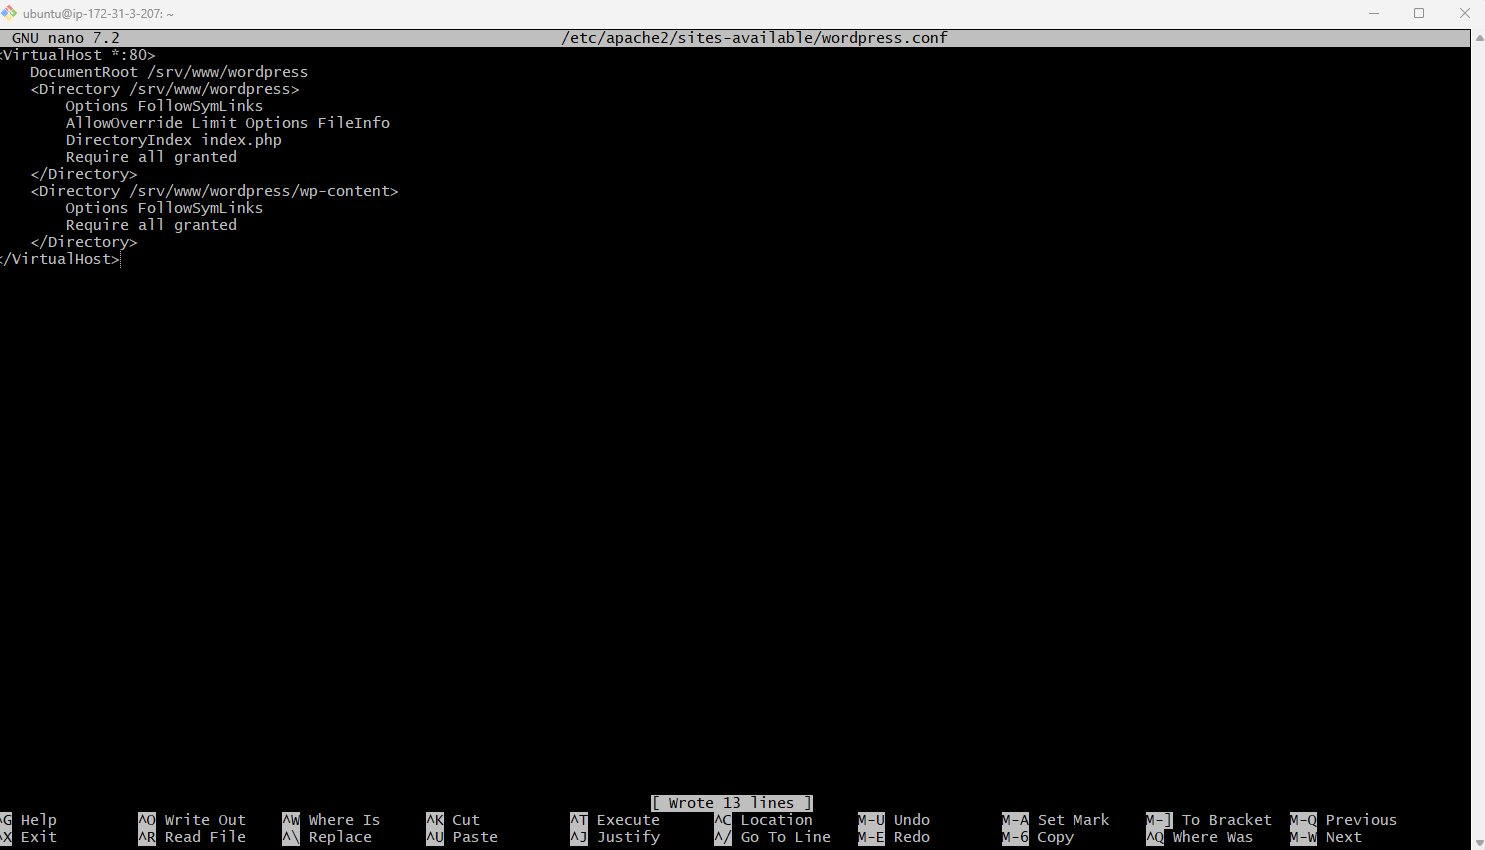 ubuntu@ip-172-31-3-207: ~
GNU nano 7.2 /etc/apache2/sites-available/wordpress.conf
<VirtualHost *:80>
    DocumentRoot /srv/www/wordpress
    <Directory /srv/www/wordpress>
        Options FollowSymLinks
        AllowOverride Limit Options FileInfo
        DirectoryIndex index.php
        Require all granted
    </Directory>
    <Directory /srv/www/wordpress/wp-content>
        Options FollowSymLinks
        Require all granted
    </Directory>
</VirtualHost>
[ Wrote 13 lines ]
^G Help ^O Write Out ^W Where Is ^K Cut ^T Execute ^C Location M-U Undo M-A Set Mark M-] To Bracket M-Q Previous
^X Exit ^R Read File ^\ Replace ^U Paste ^J Justify ^/ Go To Line M-E Redo M-6 Copy ^Q Where Was M-W Next